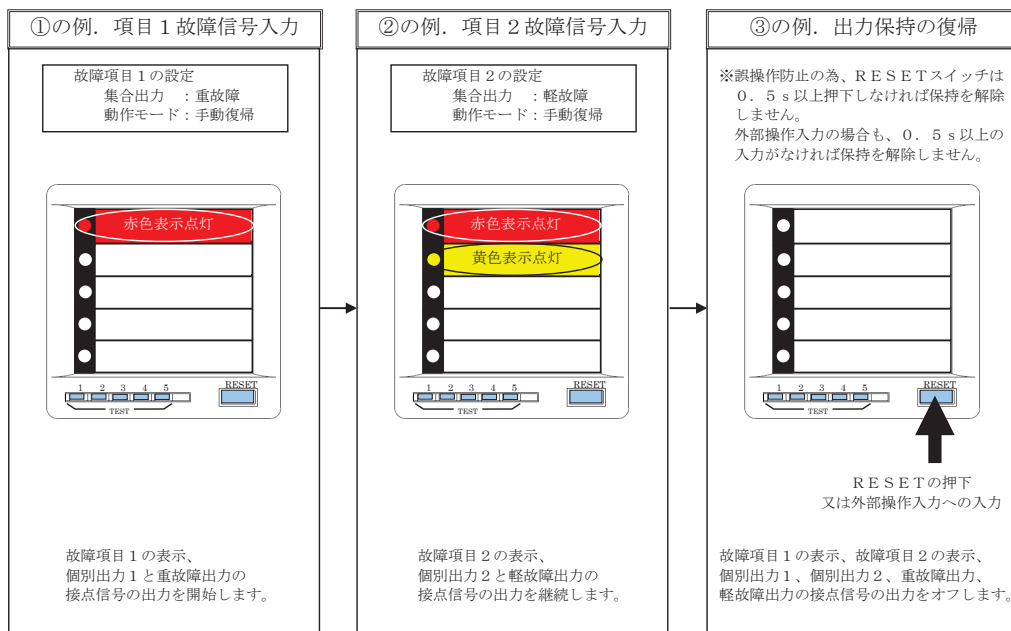 ①の例．項目１故障信号入力
故障項目１の設定
集合出力　：重故障
動作モード：手動復帰
赤色表示点灯
1 2 3 4 5
TEST
RESET
故障項目１の表示、
個別出力１と重故障出力の
接点信号の出力を開始します。
②の例．項目２故障信号入力
故障項目２の設定
集合出力　：軽故障
動作モード：手動復帰
赤色表示点灯
黄色表示点灯
1 2 3 4 5
TEST
RESET
故障項目２の表示、
個別出力２と軽故障出力の
接点信号の出力を継続します。
③の例．出力保持の復帰
※誤操作防止の為、ＲＥＳＥＴスイッチは
０．５ｓ以上押下しなければ保持を解除
しません。
外部操作入力の場合も、０．５ｓ以上の
入力がなければ保持を解除しません。
1 2 3 4 5
TEST
RESET
ＲＥＳＥＴの押下
又は外部操作入力への入力
故障項目１の表示、故障項目２の表示、
個別出力１、個別出力２、重故障出力、
軽故障出力の接点信号の出力をオフします。